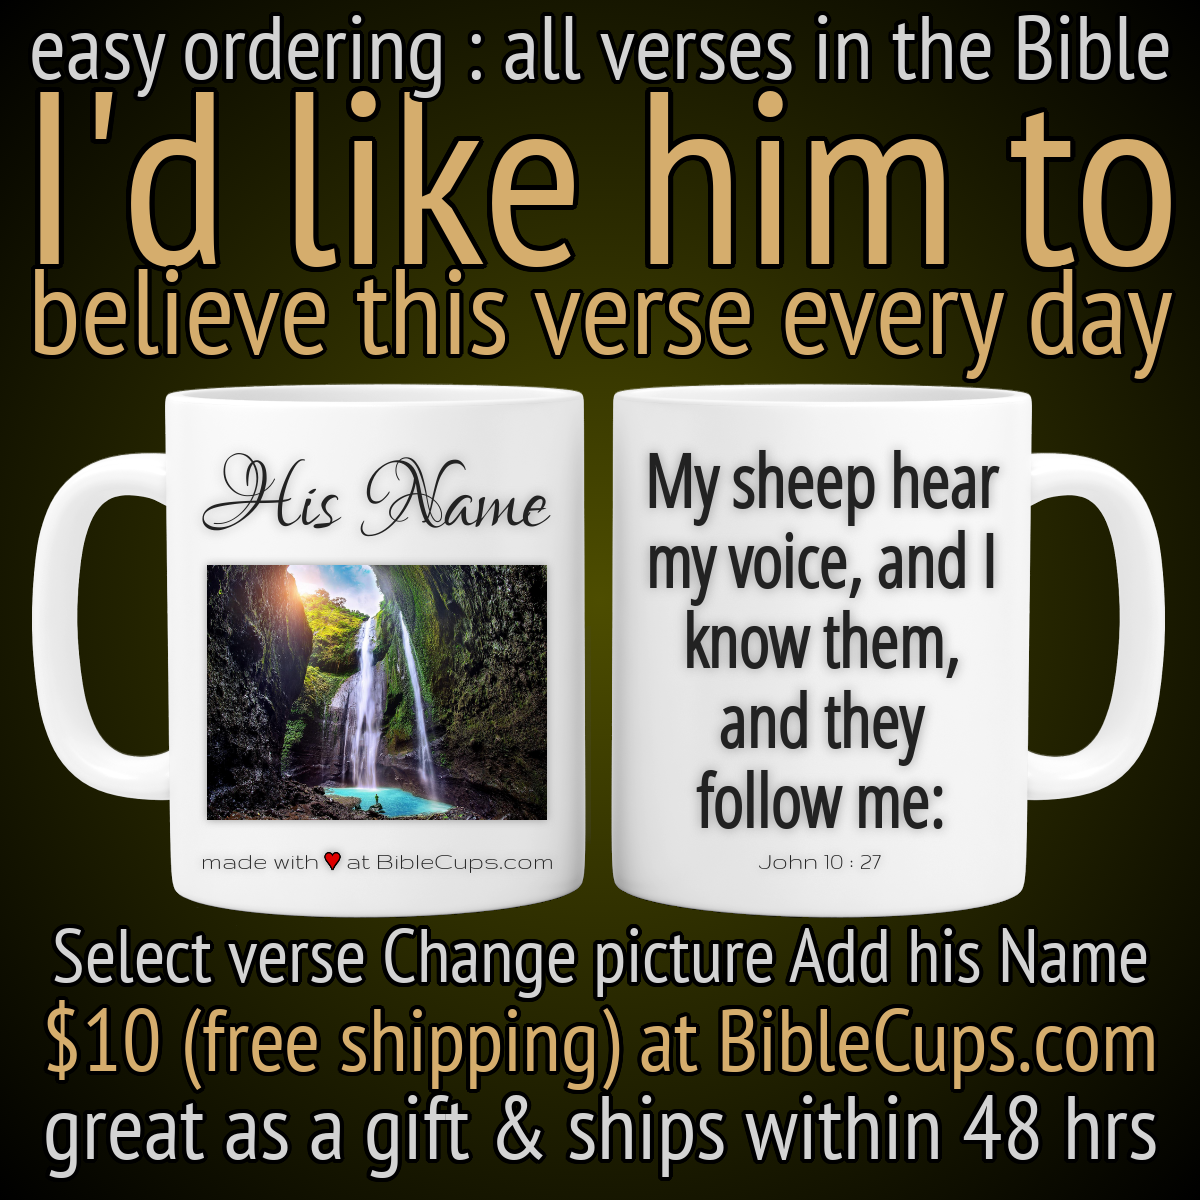 easy ordering : all verses in the Bible
I'd like him to
believe this verse every day
His Name
made with ❤ at BibleCups.com
My sheep hear
my voice, and I
know them,
and they
follow me:
John 10 : 27
Select verse Change picture Add his Name
$10 (free shipping) at BibleCups.com
great as a gift & ships within 48 hrs